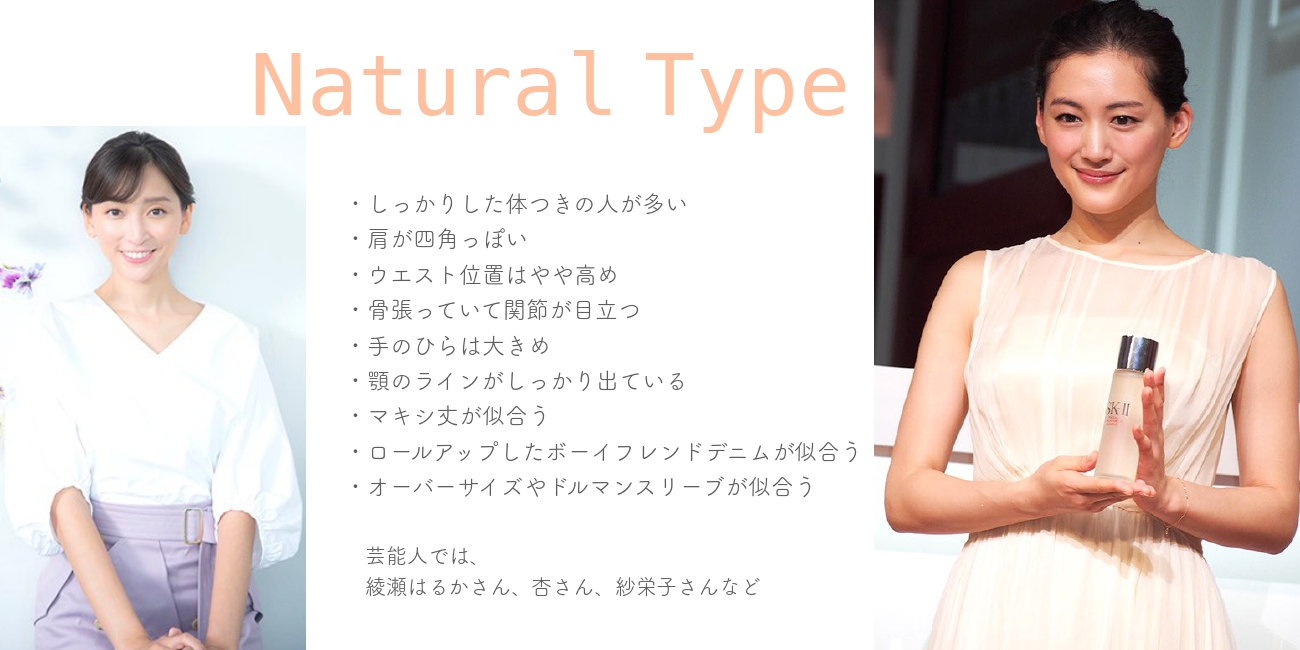 Natural Type
・しっかりした体つきの人が多い
・肩が四角っぽい
・ウエスト位置はやや高め
・骨張っていて関節が目立つ
・手のひらは大きめ
・顎のラインがしっかり出ている
・マキシ丈が似合う
・ロールアップしたボーイフレンドデニムが似合う
・オーバーサイズやドルマンスリーブが似合う
芸能人では、
綾瀬はるかさん、杏さん、紗栄子さんなど
SK-II